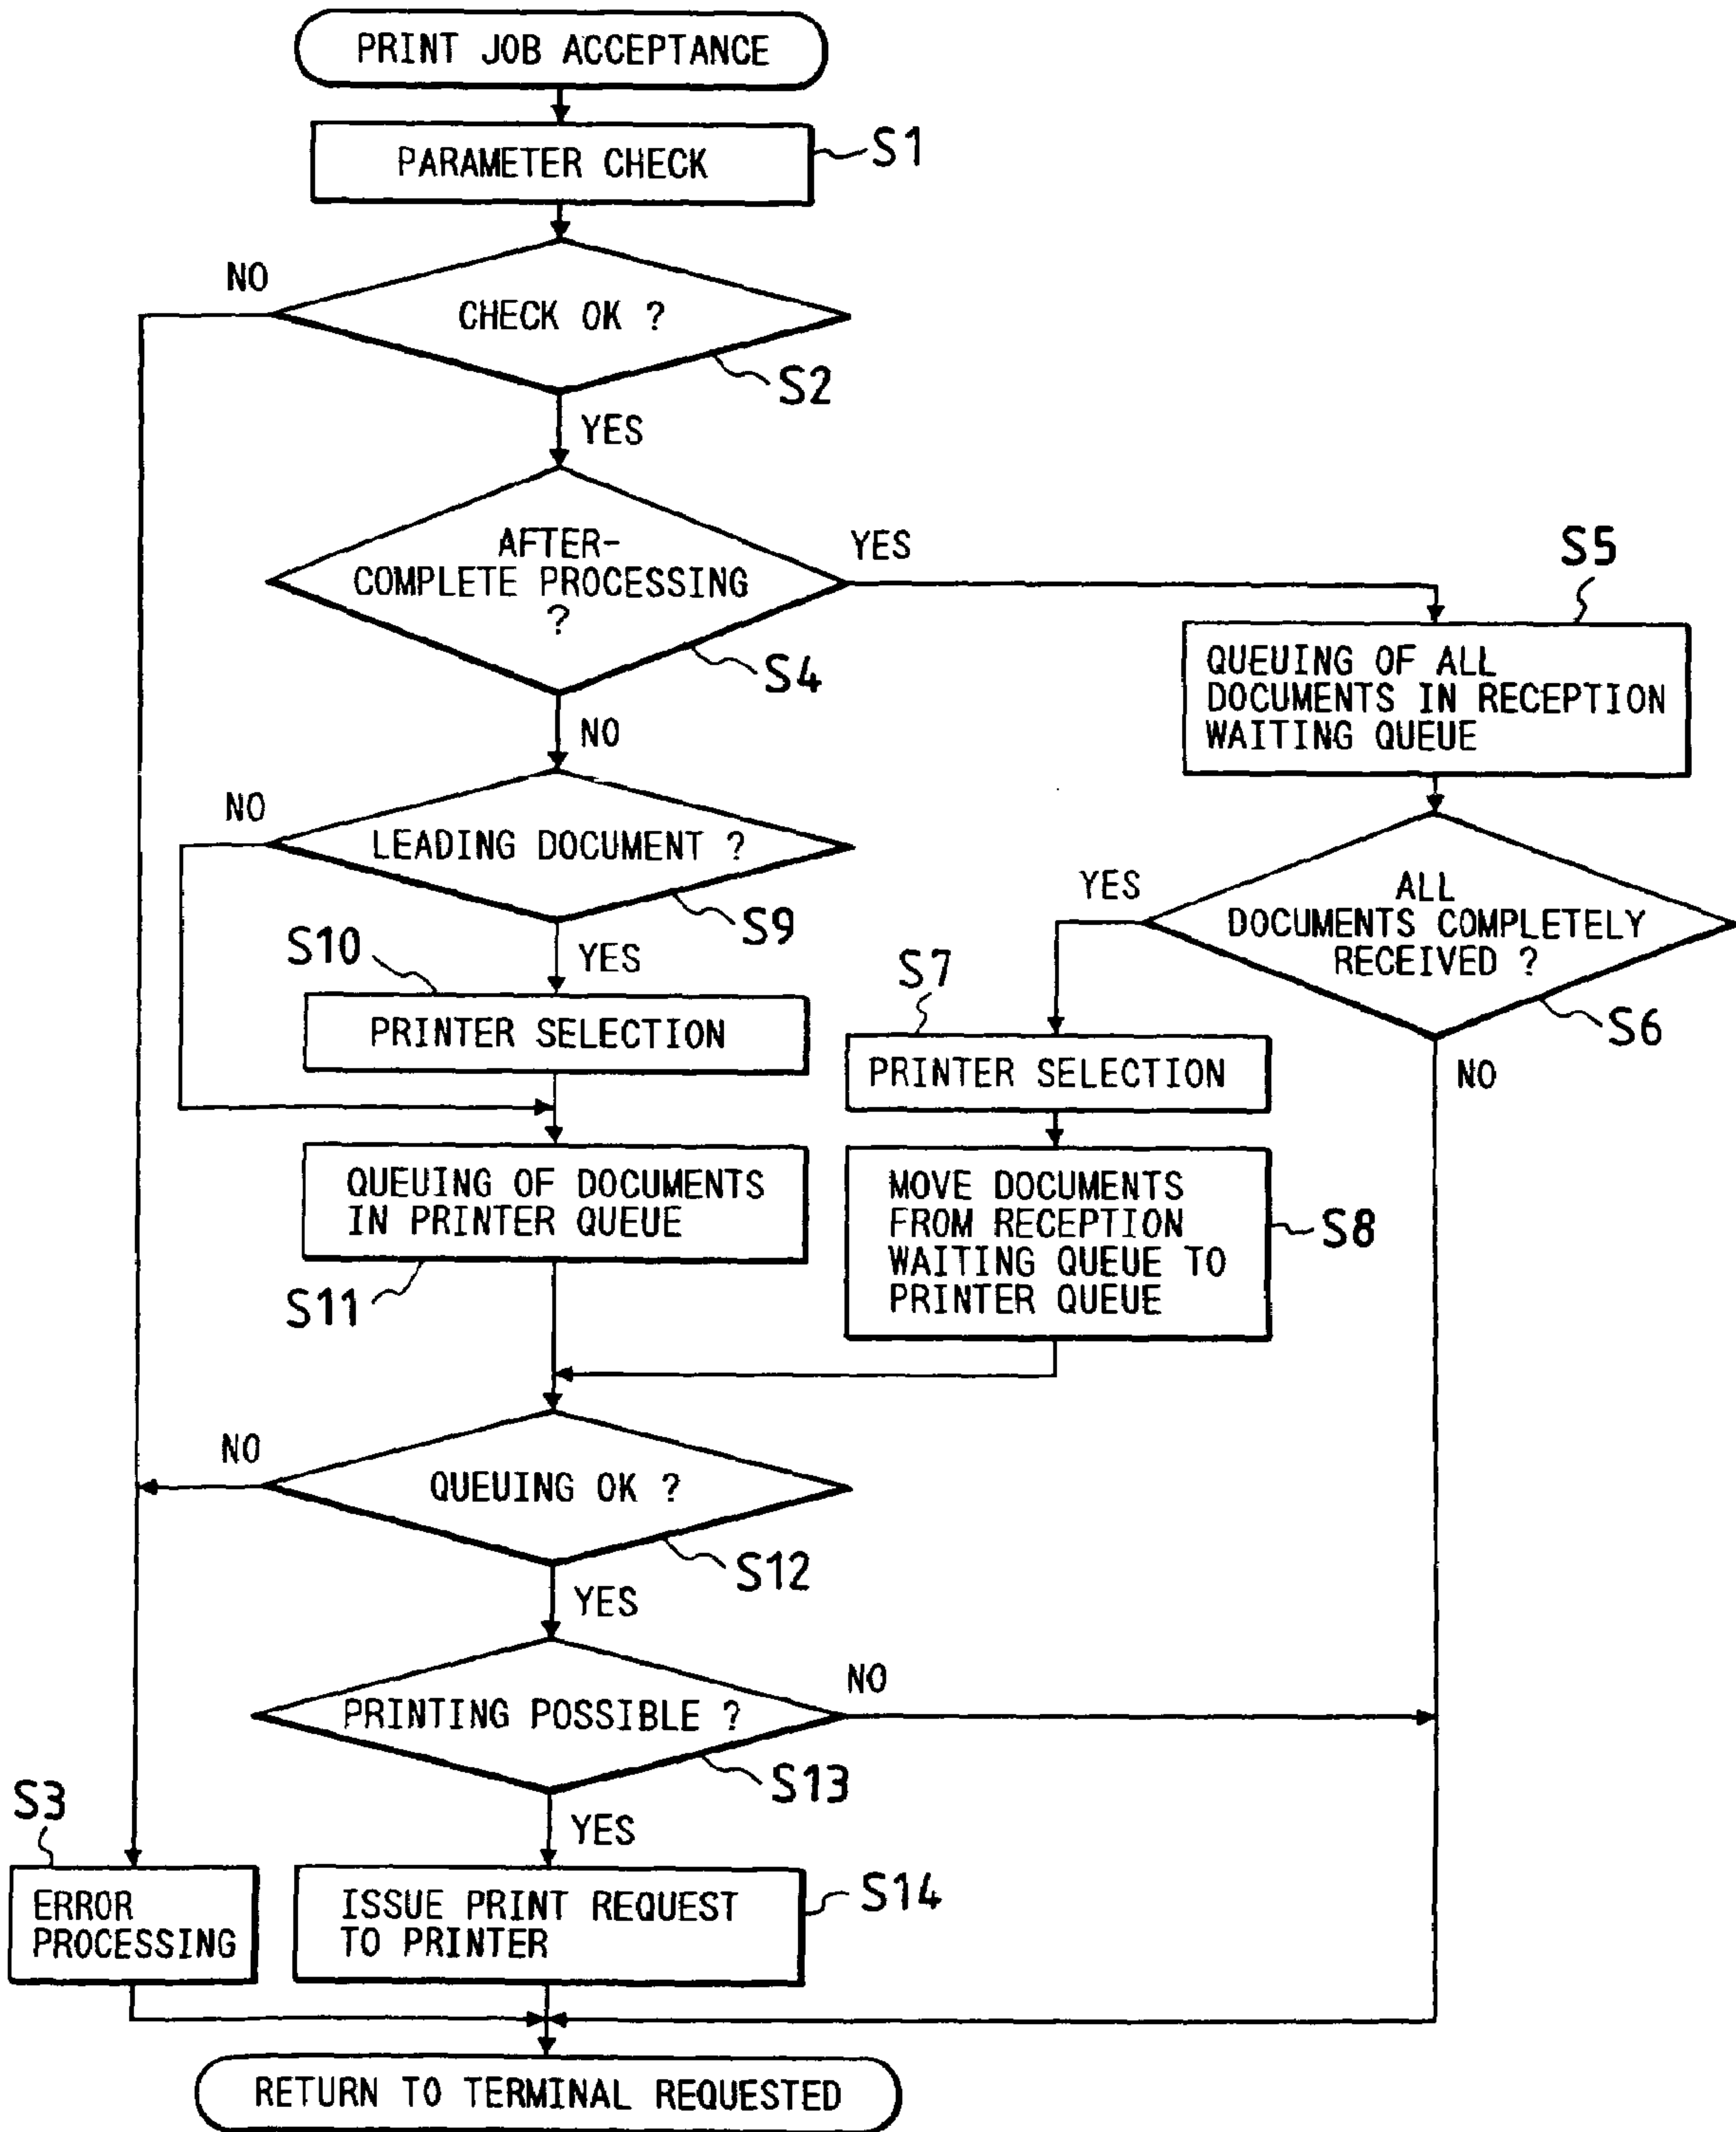 PRINT JOB ACCEPTANCE
PARAMETER CHECK
S1
NO
CHECK OK ?
S2
YES
AFTER-
COMPLETE PROCESSING
?
YES
S4
NO
S5
QUEUING OF ALL
DOCUMENTS IN RECEPTION
WAITING QUEUE
NO
LEADING DOCUMENT ?
S9
YES
YES
ALL
DOCUMENTS COMPLETELY
RECEIVED ?
S6
NO
S10
PRINTER SELECTION
S7
PRINTER SELECTION
QUEUING OF DOCUMENTS
IN PRINTER QUEUE
S11
MOVE DOCUMENTS
FROM RECEPTION
WAITING QUEUE TO
PRINTER QUEUE
S8
NO
QUEUING OK ?
S12
YES
PRINTING POSSIBLE ?
NO
S13
YES
S3
ERROR
PROCESSING
ISSUE PRINT REQUEST
TO PRINTER
S14
RETURN TO TERMINAL REQUESTED